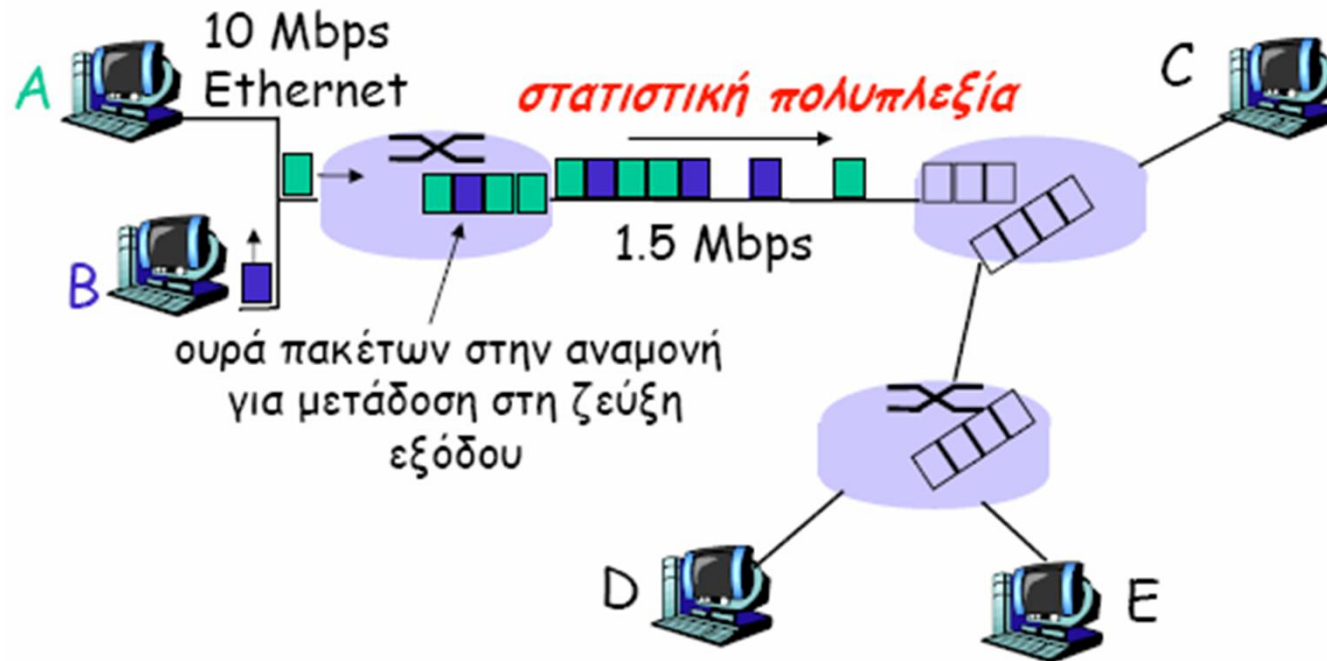 10 Mbps
Ethernet
A
στατιστική πολυπλεξία
C
B
1.5 Mbps
ουρά πακέτων στην αναμονή
για μετάδοση στη ζεύξη
εξόδου
D
E